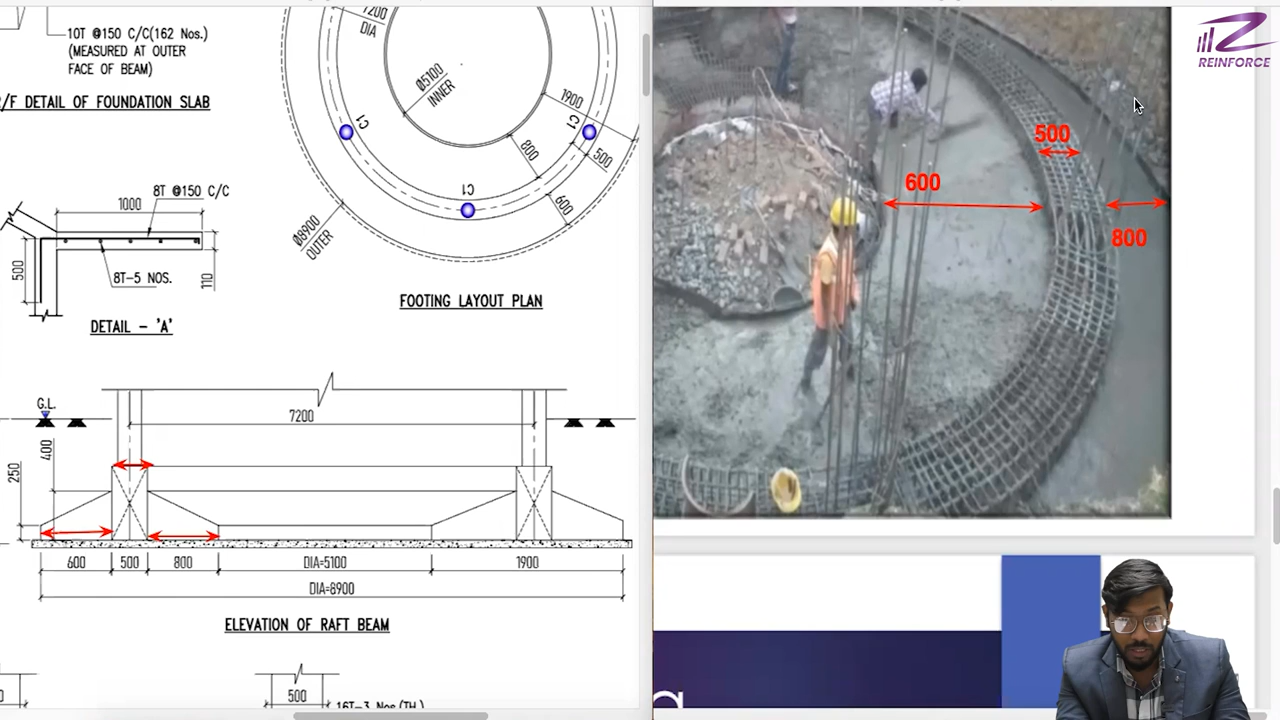 10T @150 C/C(162 Nos.)
(MEASURED AT OUTER
FACE OF BEAM)
/F DETAIL OF FOUNDATION SLAB
7200
DIA
Ø5100
INNER
1900
C1
C1
C1
800
500
600
Ø8900
OUTER
FOOTING LAYOUT PLAN
8T @150 C/C
1000
500
110
8T-5 NOS.
DETAIL - 'A'
G.L.
7200
400
250
600
500
800
DIA=5100
1900
DIA=8900
ELEVATION OF RAFT BEAM
500
16T-3 Nos.(TH.)
REINFORCE
500
600
800